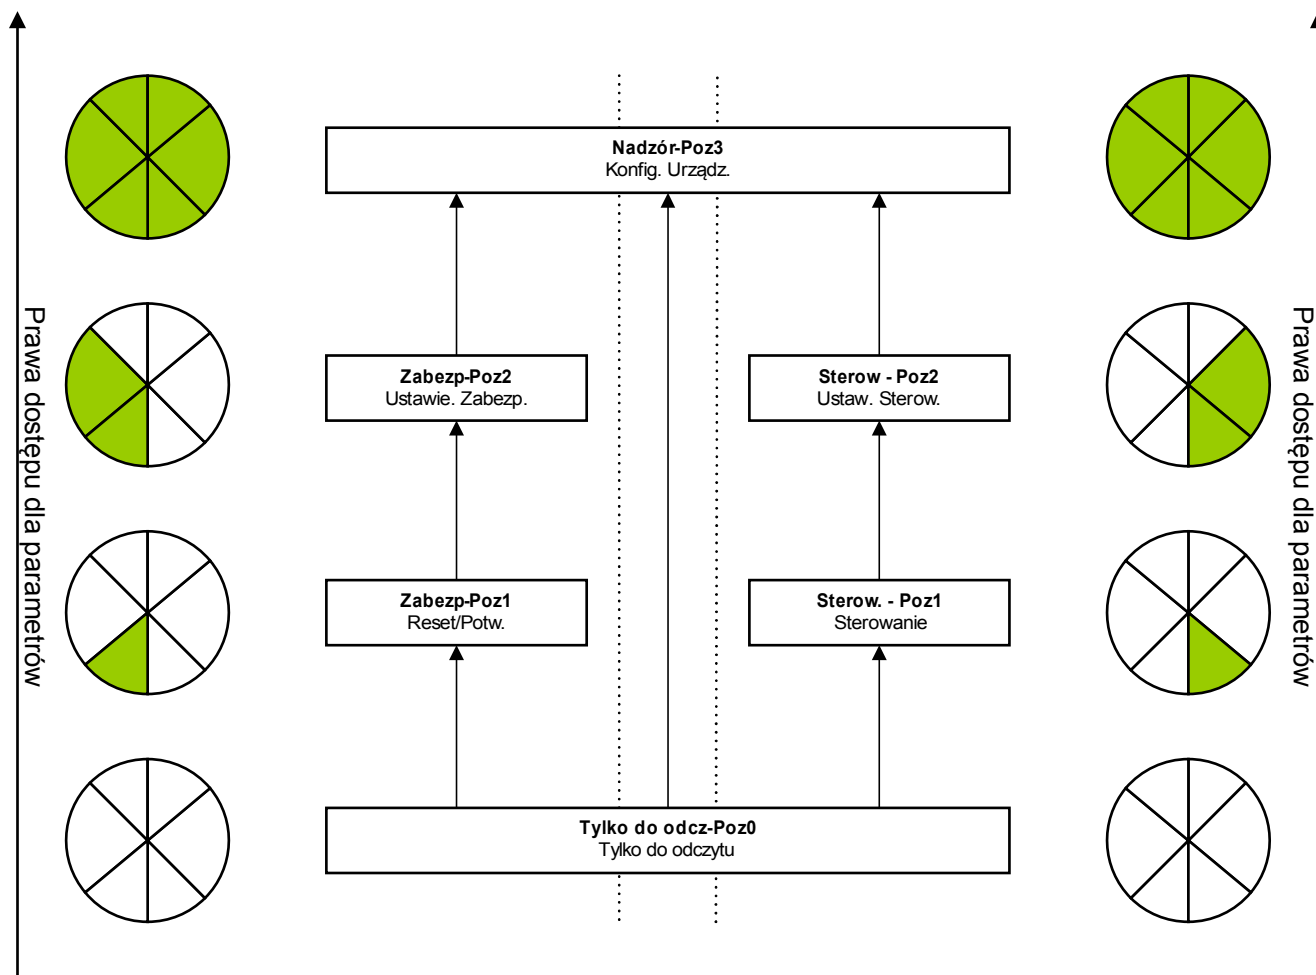 Nadzór-Poz3
Konfig. Urządz.
Prawa dostępu dla parametrów
Prawa dostępu dla parametrów
Zabezp-Poz2
Ustawie. Zabezp.
Sterow - Poz2
Ustaw. Sterow.
Zabezp-Poz1
Reset/Potw.
Sterow. - Poz1
Sterowanie
Tylko do odcz-Poz0
Tylko do odczytu